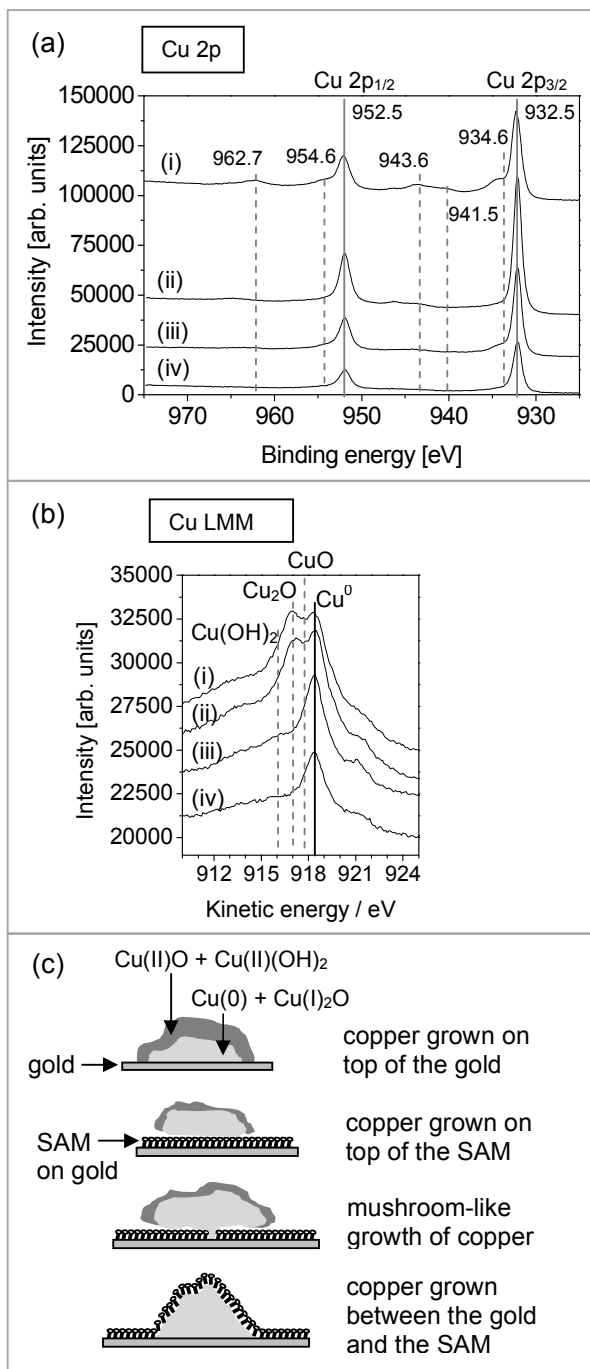 (a)
Cu 2p
Cu 2p1/2
Cu 2p3/2
150000
952.5
932.5
934.6
125000
962.7
954.6
943.6
(i)
100000
941.5
75000
(ii)
50000
(iii)
25000
(iv)
0
970
960
950
940
930
Intensity [arb. units]
Binding energy [eV]
(b)
Cu LMM
CuO
35000
Cu2O
Cu0
32500
Cu(OH)2
30000
(i)
27500
(ii)
25000
(iii)
22500
(iv)
20000
912
915
918
921
924
Intensity [arb. units]
Kinetic energy / eV
(c)
Cu(II)O + Cu(II)(OH)2
Cu(0) + Cu(I)2O
gold
copper grown on
top of the gold
SAM
on gold
copper grown on
top of the SAM
mushroom-like
growth of copper
copper grown
between the gold
and the SAM